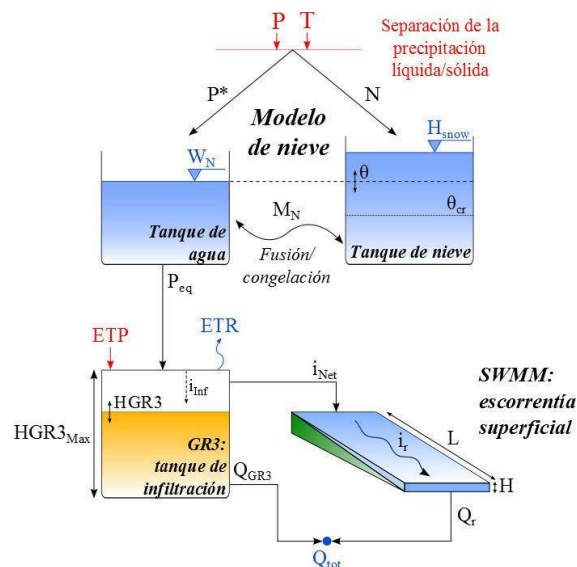 P
T
Separación de la
precipitación
líquida/sólida
P*
N
Modelo
de nieve
W_N
H_snow
θ
θ_cr
M_N
Tanque de
agua
Fusión/
congelación
Tanque de nieve
P_eq
ETP
ETR
i_Inf
i_Net
HGR3
HGR3_Max
GR3:
tanque de
infiltración
SWMM:
escorrentía
superficial
L
i_r
H
Q_GR3
Q_r
Q_tot